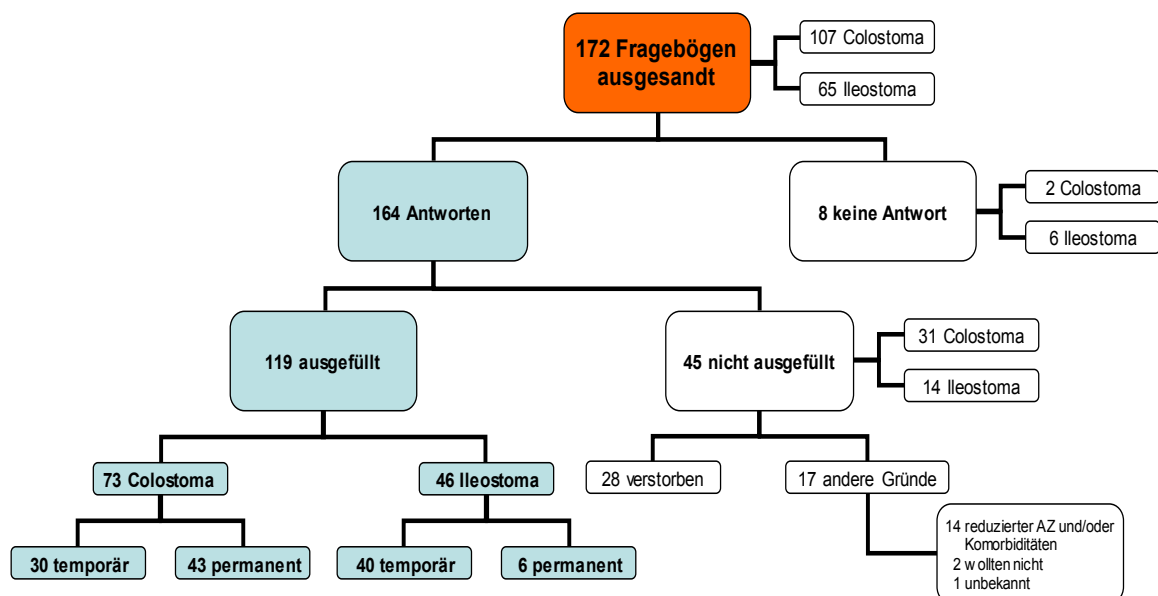 172 Fragebögen
ausgesandt
107 Colostoma
65 Ileostoma
164 Antworten
8 keine Antwort
2 Colostoma
6 Ileostoma
119 ausgefüllt
45 nicht ausgefüllt
31 Colostoma
14 Ileostoma
73 Colostoma
46 Ileostoma
28 verstorben
17 andere Gründe
30 temporär
43 permanent
40 temporär
6 permanent
14 reduzierter AZ und/oder
Komorbiditäten
2 wollten nicht
1 unbekannt